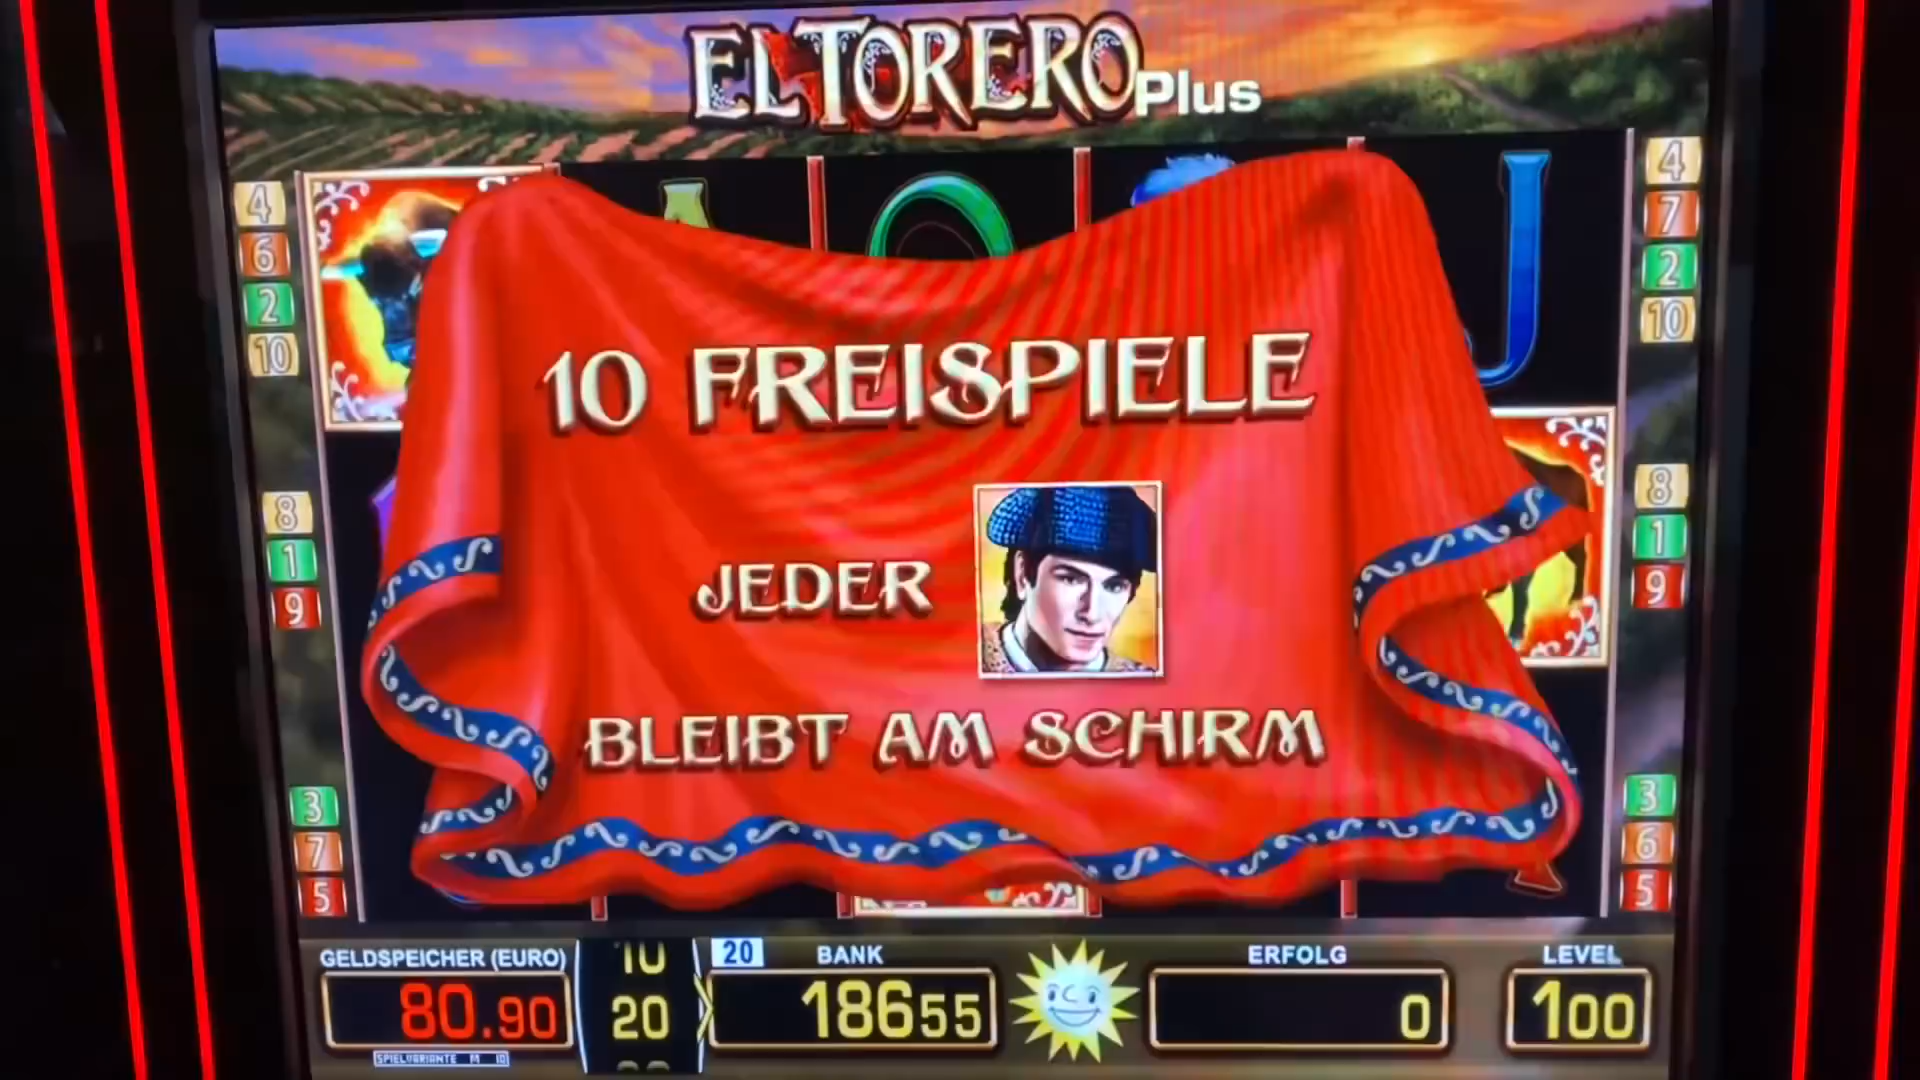 EL TORERO Plus
4
6
2
10
8
1
9
3
7
5
4
7
2
10
8
1
9
3
6
5
A
J
10 FREISPIELE
JEDER
BLEIBT AM SCHIRM
GELDSPEICHER (EURO)
80.90
SPIELVARIANTE M 10
10
20
20
BANK
18655
ERFOLG
0
LEVEL
100